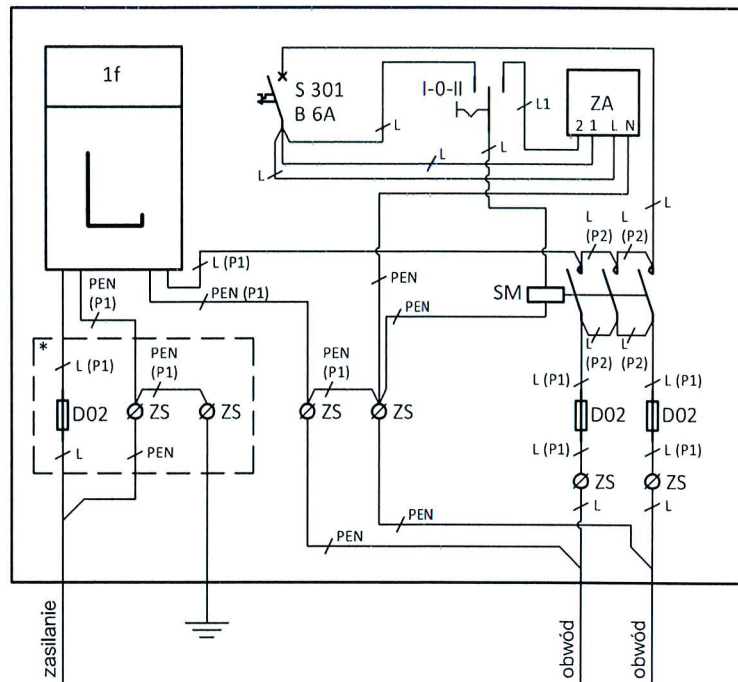 1f
S 301
B 6A
I-0-II
ZA
2 1 L N
L
L1
L
L
L
L
L (P1)
L
(P2)
L
(P2)
SM
PEN
(P1)
PEN (P1)
PEN
PEN
*
L (P1)
PEN
(P1)
PEN
(P1)
L
(P2)
L
(P2)
L (P1)
L (P1)
D02
ZS
ZS
ZS
ZS
D02
D02
L
PEN
L (P1)
L (P1)
ZS
ZS
L
L
PEN
PEN
zasilanie
obwód
obwód